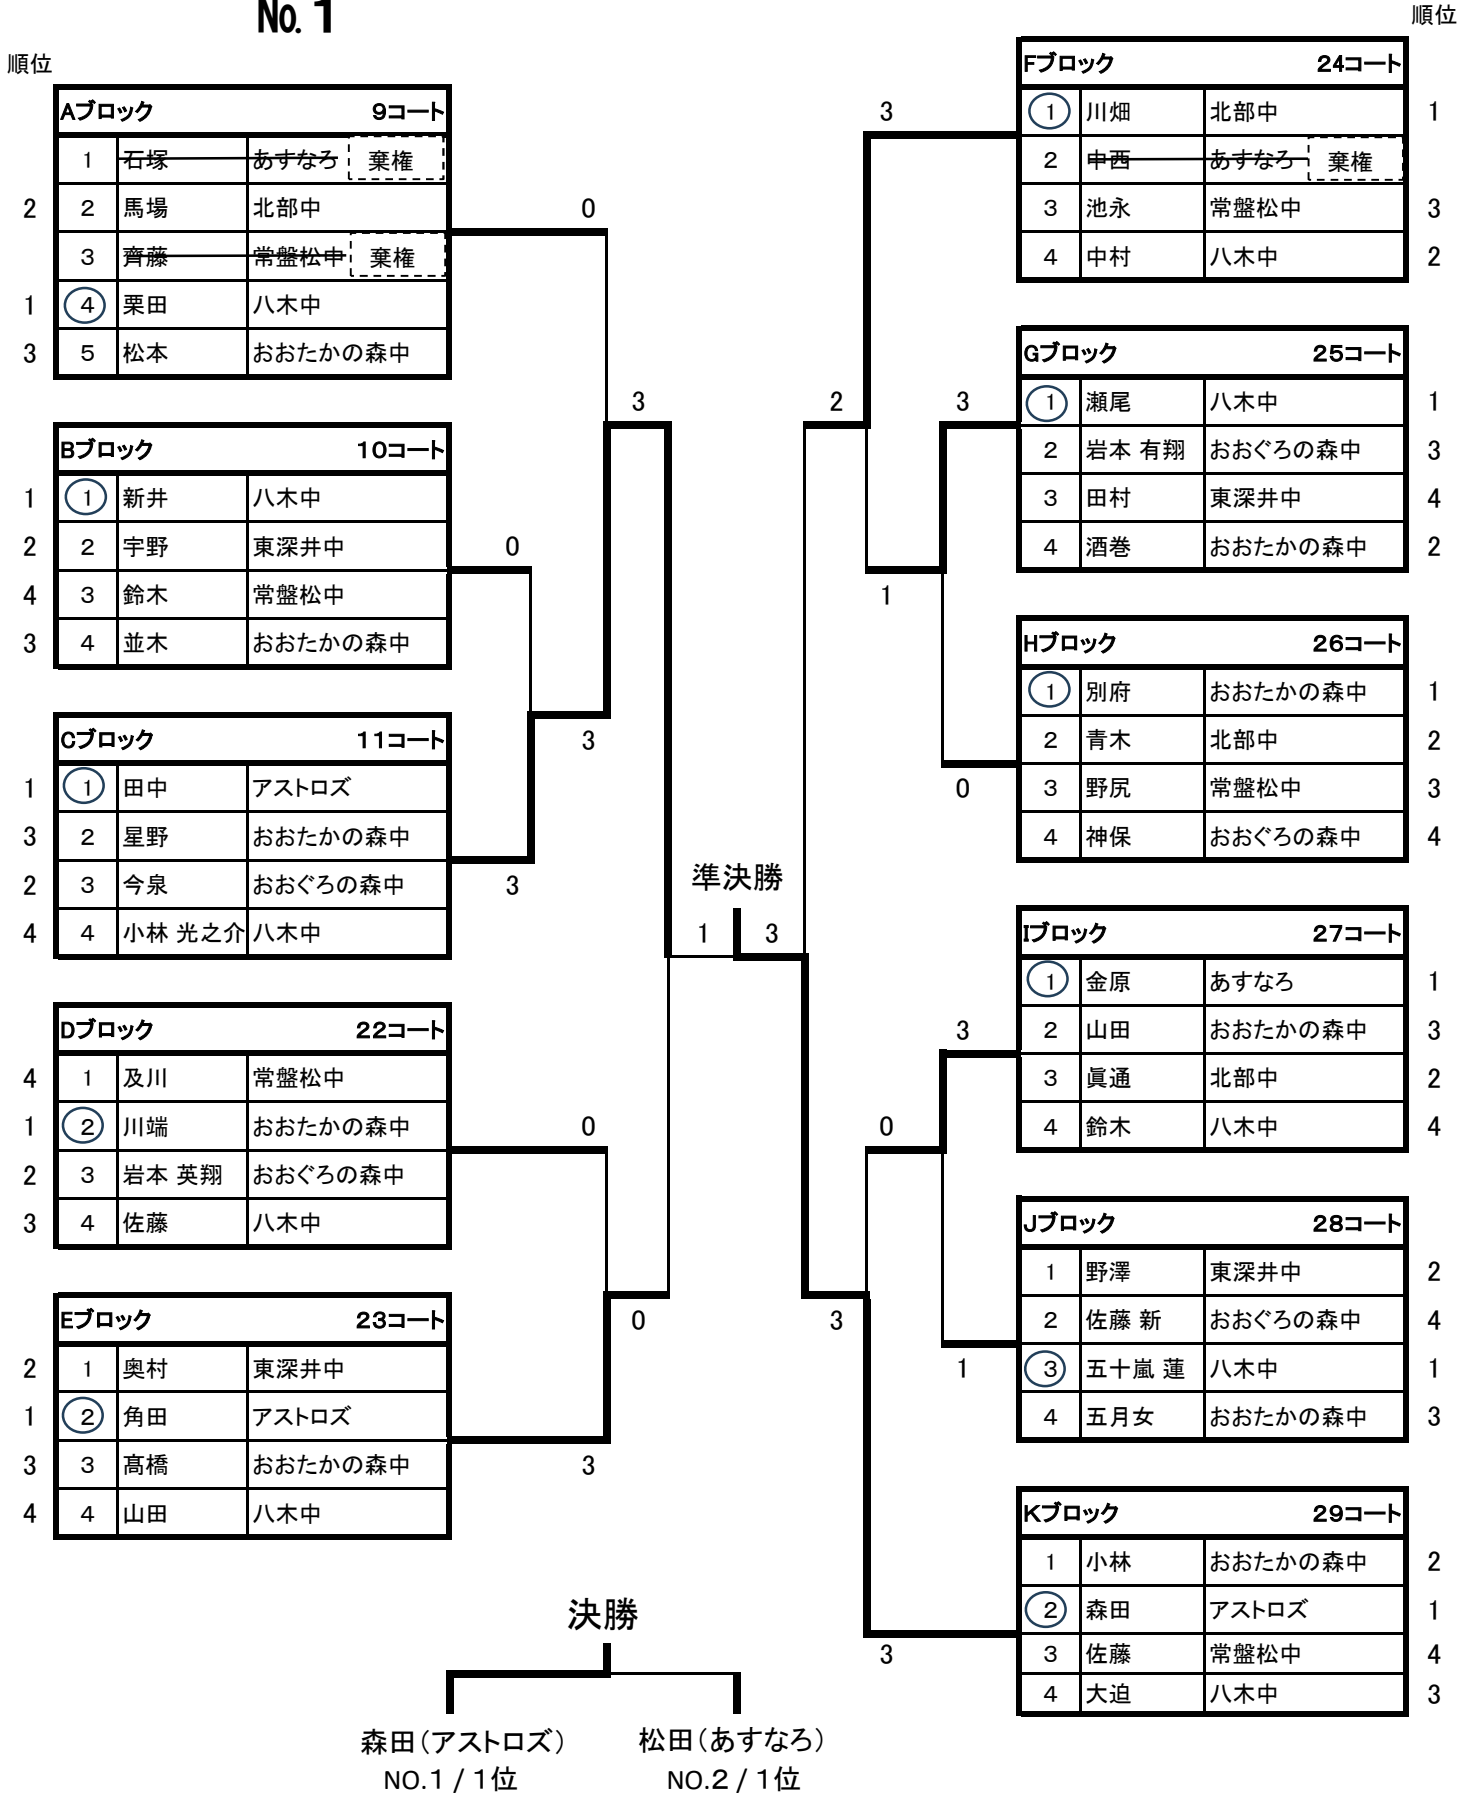 No. 1
順位
Aブロック 9コート
1 石塚 あすなろ 棄権
2 2 馬場 北部中
3 齊藤 常盤松中 棄権
1 4 栗田 八木中
3 5 松本 おおたかの森中
Bブロック 10コート
1 1 新井 八木中
2 2 宇野 東深井中
4 3 鈴木 常盤松中
3 4 並木 おおたかの森中
Cブロック 11コート
1 1 田中 アストロズ
3 2 星野 おおたかの森中
2 3 今泉 おおぐろの森中
4 4 小林 光之介 八木中
Dブロック 22コート
4 1 及川 常盤松中
1 2 川端 おおたかの森中
2 3 岩本 英翔 おおぐろの森中
3 4 佐藤 八木中
Eブロック 23コート
2 1 奥村 東深井中
1 2 角田 アストロズ
3 3 髙橋 おおたかの森中
4 4 山田 八木中
0
0
3
3
3
0
3
0
準決勝
1 3
順位
Fブロック 24コート
1 川畑 北部中 1
2 中西 あすなろ 棄権
3 池永 常盤松中 3
4 中村 八木中 2
Gブロック 25コート
1 瀬尾 八木中 1
2 岩本 有翔 おおぐろの森中 3
3 田村 東深井中 4
4 酒巻 おおたかの森中 2
Hブロック 26コート
1 別府 おおたかの森中 1
2 青木 北部中 2
3 野尻 常盤松中 3
4 神保 おおぐろの森中 4
Iブロック 27コート
1 金原 あすなろ 1
2 山田 おおたかの森中 3
3 眞通 北部中 2
4 鈴木 八木中 4
Jブロック 28コート
1 野澤 東深井中 2
2 佐藤 新 おおぐろの森中 4
3 五十嵐 蓮 八木中 1
4 五月女 おおたかの森中 3
Kブロック 29コート
1 小林 おおたかの森中 2
2 森田 アストロズ 1
3 佐藤 常盤松中 4
4 大迫 八木中 3
3
2
3
1
0
3
0
3
1
3
決勝
森田（アストロズ） 松田（あすなろ）
NO.1 / 1位 NO.2 / 1位